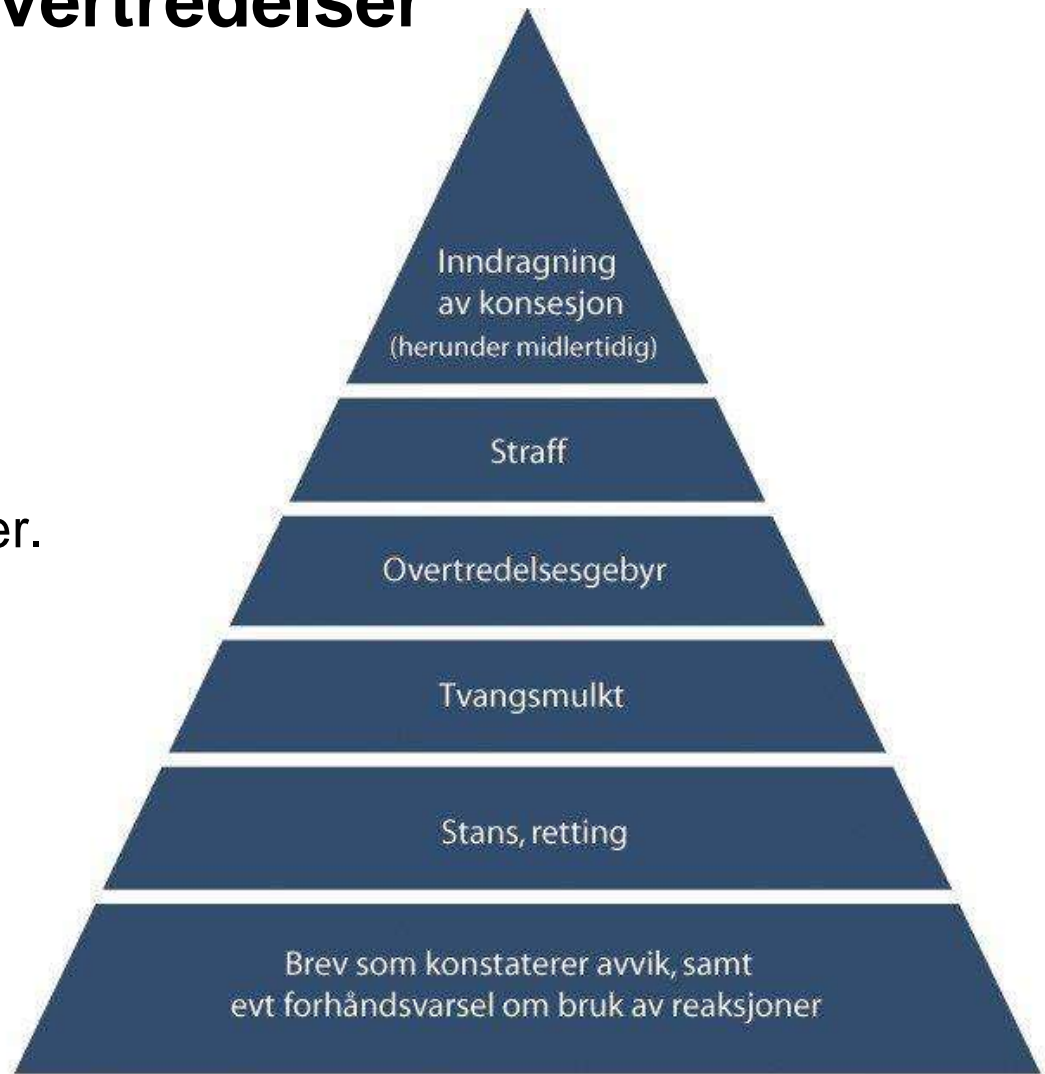 vertredelser
Inndragning
av konsesjon
(herunder midlertidig)
Straff
er.
Overtredelsesgebyr
Tvangsmulkt
Stans, retting
Brev som konstaterer avvik, samt
evt forhåndsvarsel om bruk av reaksjoner